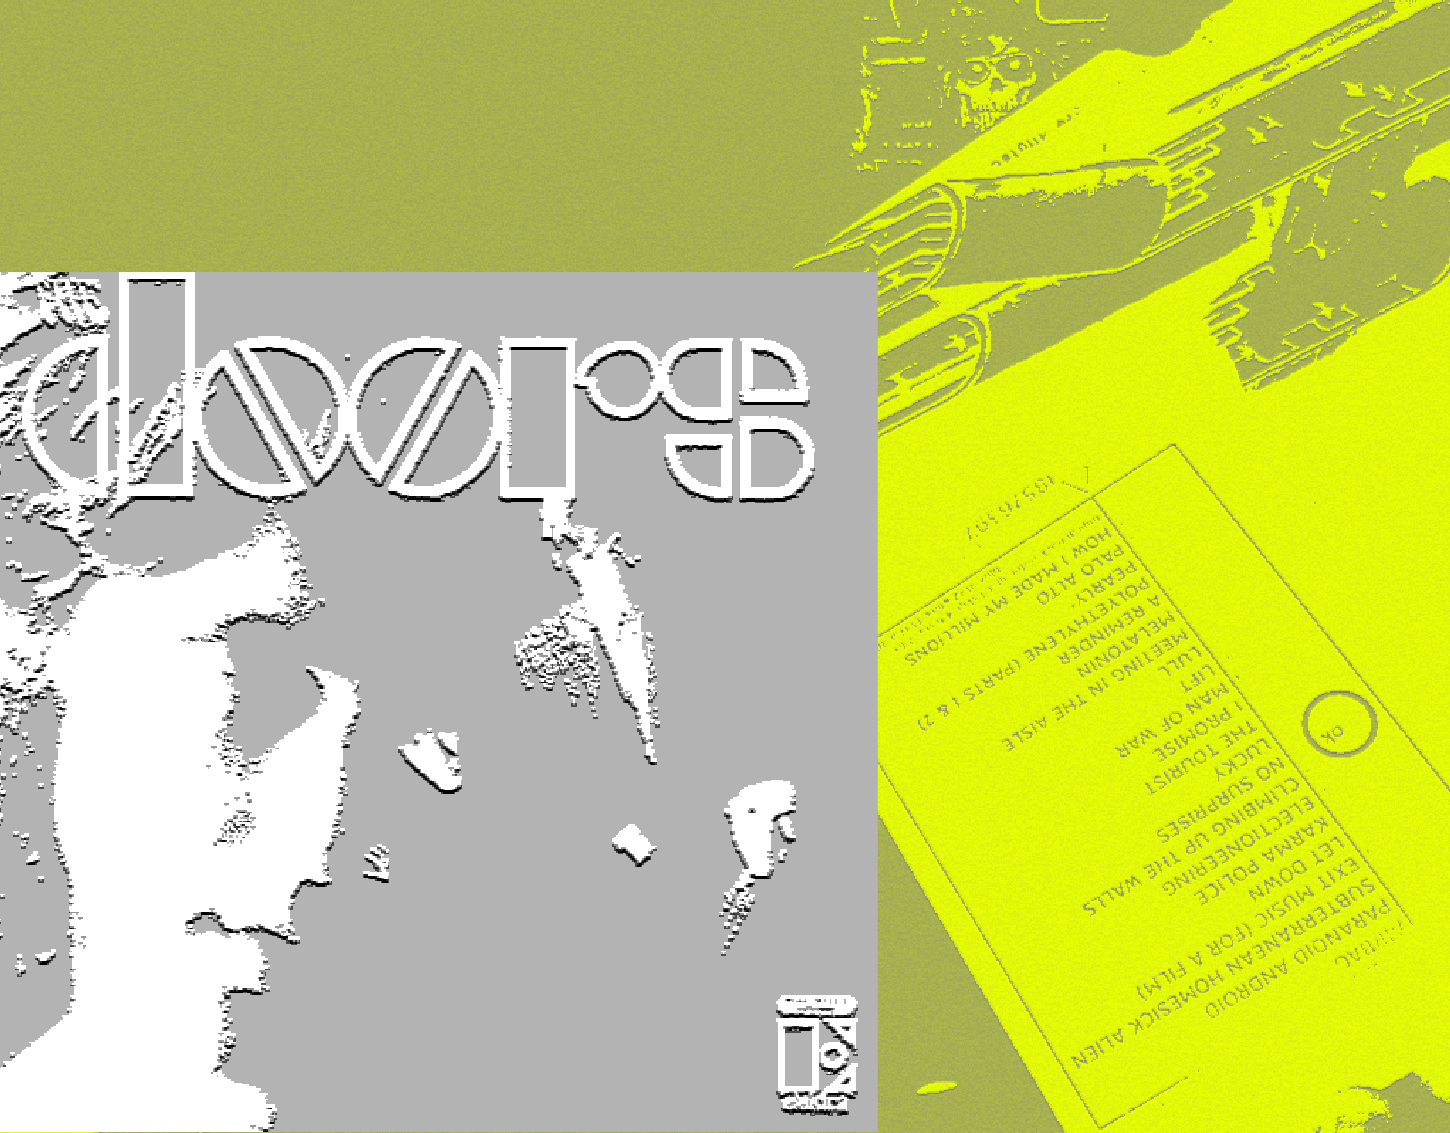 doors
AIRBAG
PARANOID ANDROID
SUBTERRANEAN HOMESICK ALIEN
EXIT MUSIC (FOR A FILM)
LET DOWN
KARMA POLICE
ELECTIONEERING
CLIMBING UP THE WALLS
NO SURPRISES
LUCKY
THE TOURIST
I PROMISE
MAN OF WAR
LIFT
LULL
MEETING IN THE AISLE
MELATONIN
A REMINDER
POLYETHYLENE (PARTS 1 & 2)
PEARLY*
PALO ALTO
HOW I MADE MY MILLIONS
ok